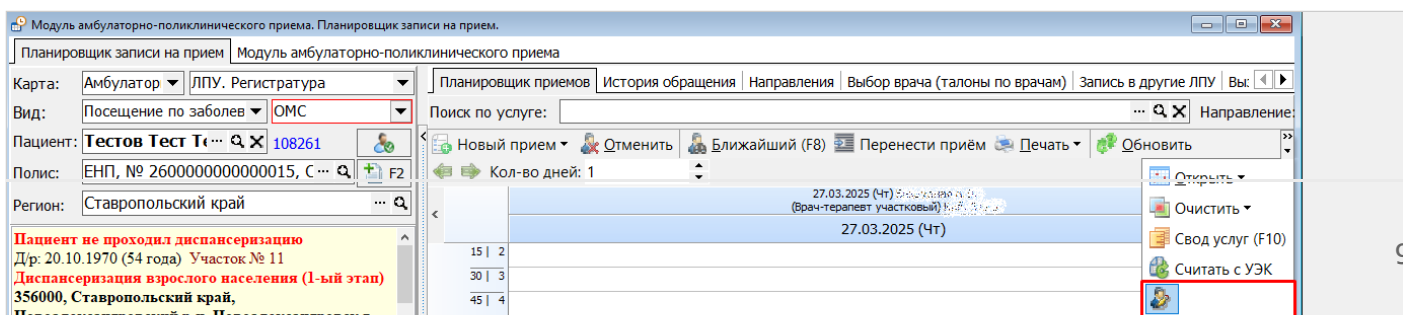 Модуль амбулаторно-поликлинического приема. Планировщик записи на прием.
Планировщик записи на прием Модуль амбулаторно-поликлинического приема
Карта: Амбулатор ЛПУ. Регистратура
Вид: Посещение по заболев ОМС
Пациент: Тестов Тест Те ... 108261
Полис: ЕНП, № 2600000000000015, С ... F2
Регион: Ставропольский край ...
Пациент не проходил диспансеризацию
Д/р: 20.10.1970 (54 года) Участок № 11
Диспансеризация взрослого населения (1-ый этап)
356000, Ставропольский край,
Планировщик приемов История обращения Направления Выбор врача (талоны по врачам) Запись в другие ЛПУ Вы:
Поиск по услуге: ... Направление:
Новый прием Отменить Ближайший (F8) Перенести приём Печать Обновить
Кол-во дней: 1
27.03.2025 (Чт)
(Врач-терапевт участковый)
27.03.2025 (Чт)
15| 2
30| 3
45| 4
Открыть
Очистить
Свод услуг (F10)
Считать с УЭК